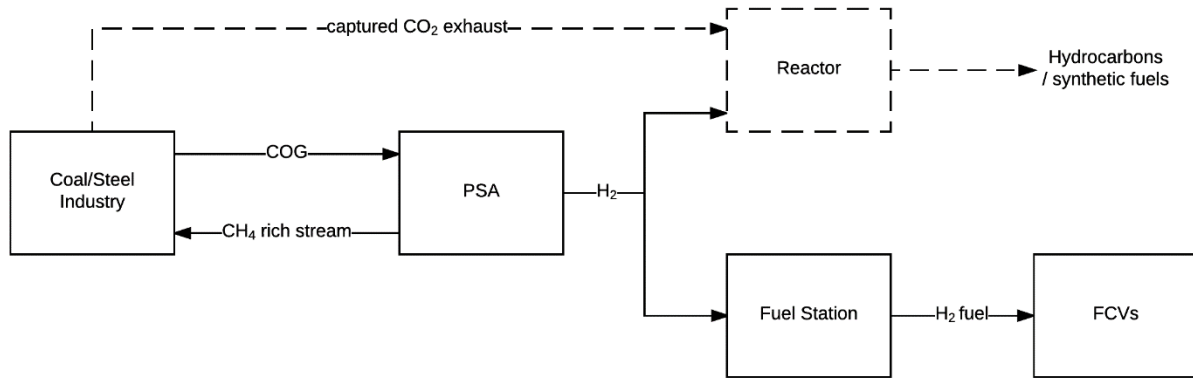 captured CO₂ exhaust
Reactor
Hydrocarbons
/ synthetic fuels
Coal/Steel
Industry
COG
CH₄ rich stream
PSA
H₂
Fuel Station
H₂ fuel
FCVs